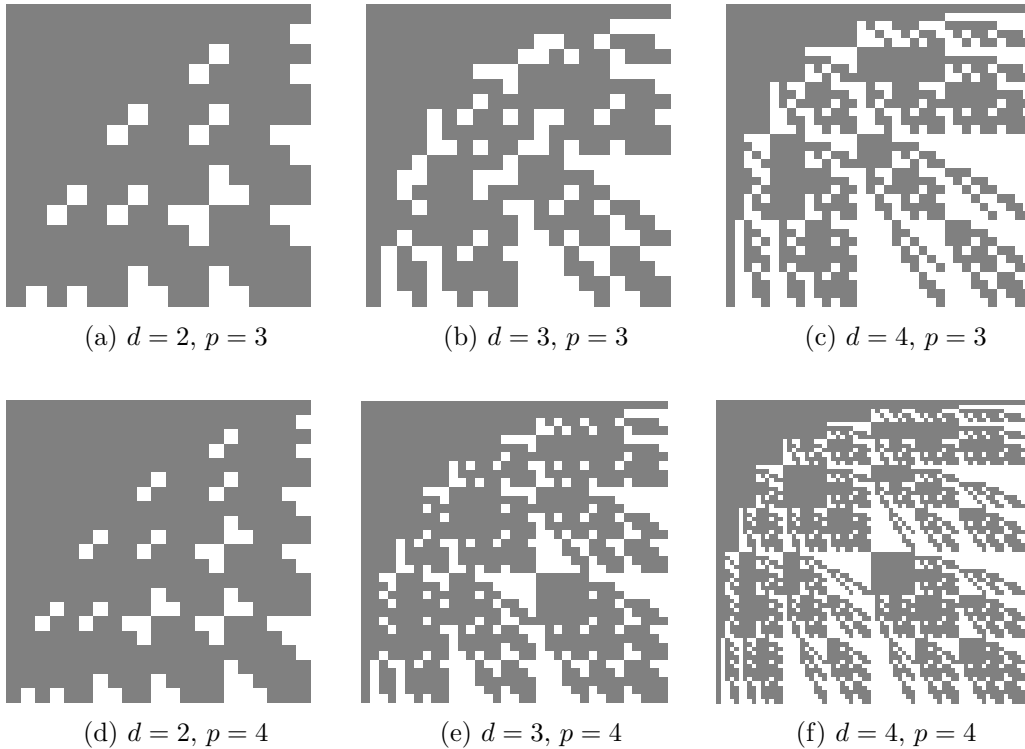 (a) d = 2, p = 3
(b) d = 3, p = 3
(c) d = 4, p = 3
(d) d = 2, p = 4
(e) d = 3, p = 4
(f) d = 4, p = 4